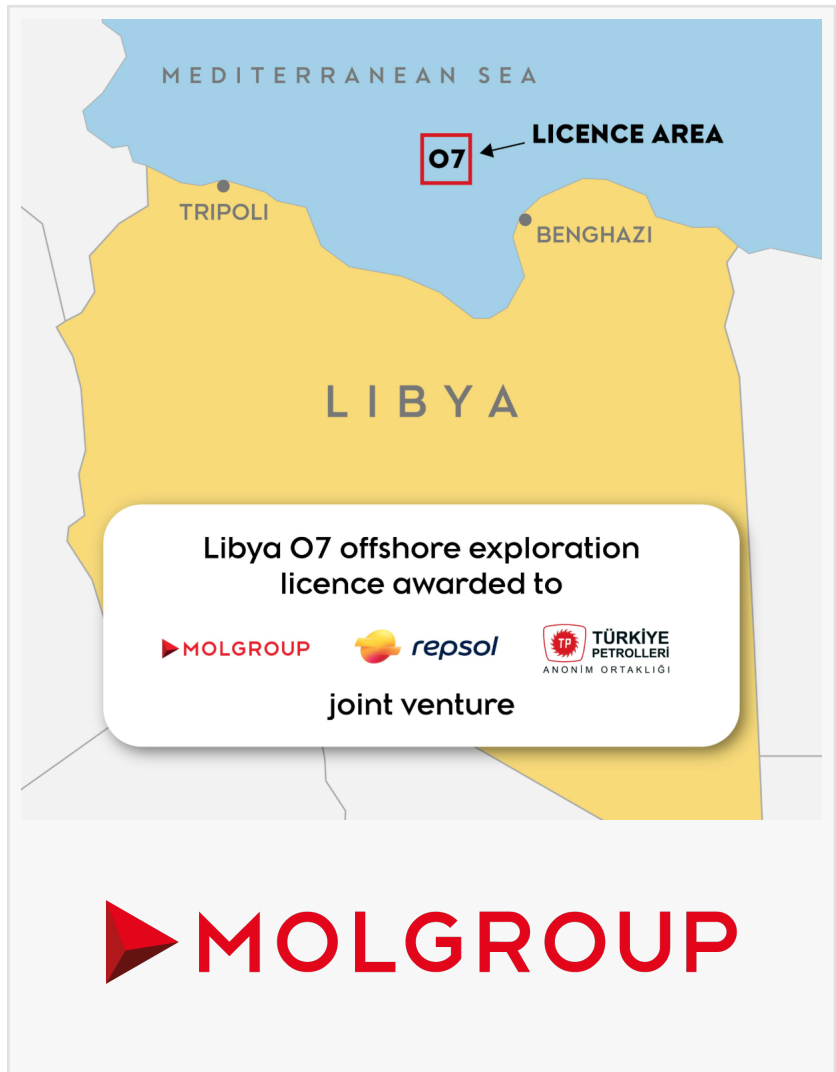 MEDITERRANEAN SEA
LICENCE AREA
O7
TRIPOLI
BENGHAZI
LIBYA
Libya O7 offshore exploration
licence awarded to
MOLGROUP
repsol
TP
TÜRKİYE
PETROLLERİ
ANONİM ORTAKLIĞI
joint venture
MOLGROUP